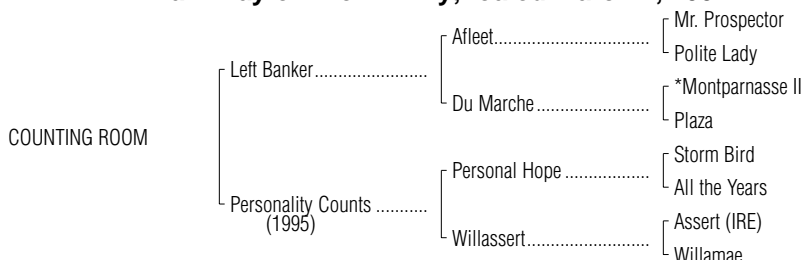 Mr. Prospector
Afleet
Polite Lady
Left Banker
*Montparnasse II
Du Marche
Plaza
COUNTING ROOM
Storm Bird
Personal Hope
All the Years
Personality Counts
(1995)
Assert (IRE)
Willassert
Willamae